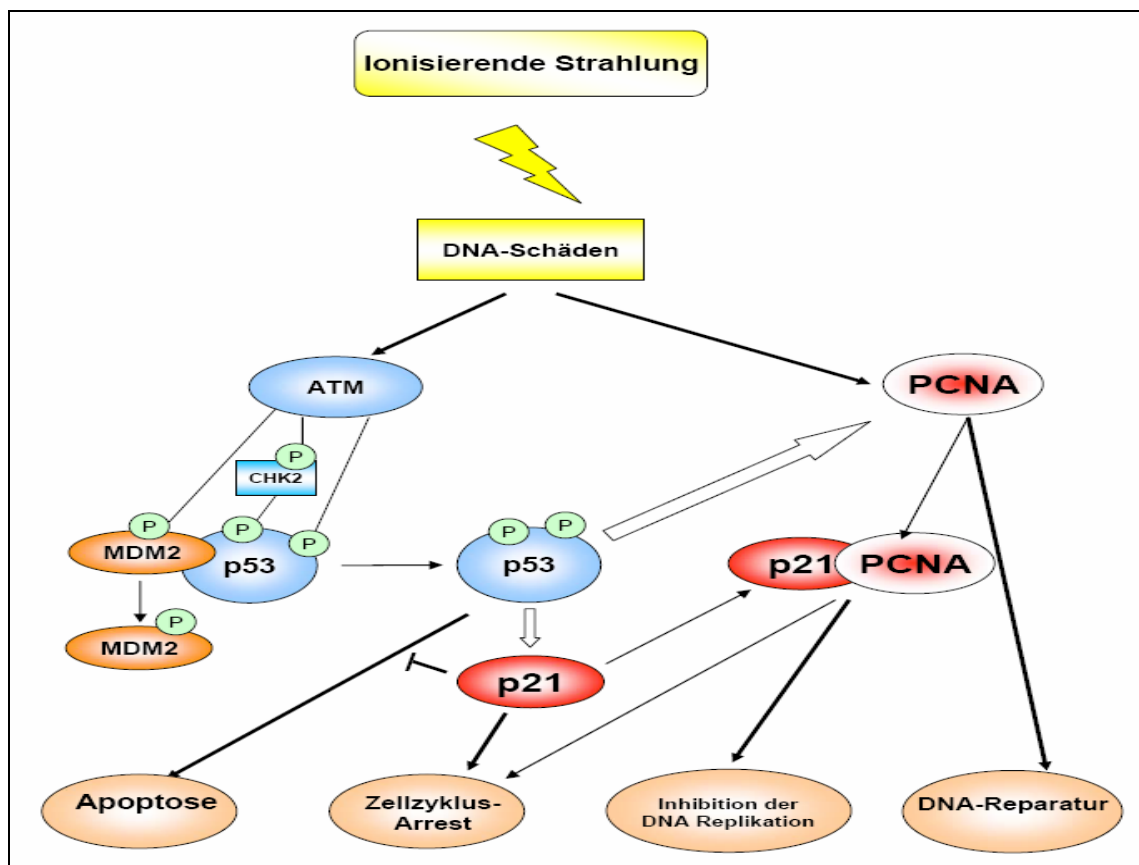 Ionisierende Strahlung
DNA-Schäden
ATM
PCNA
P
CHK2
P
P
P
MDM2
p53
P
P
p53
p21
PCNA
P
MDM2
p21
Apoptose
Zellzyklus-
Arrest
Inhibition der
DNA Replikation
DNA-Reparatur